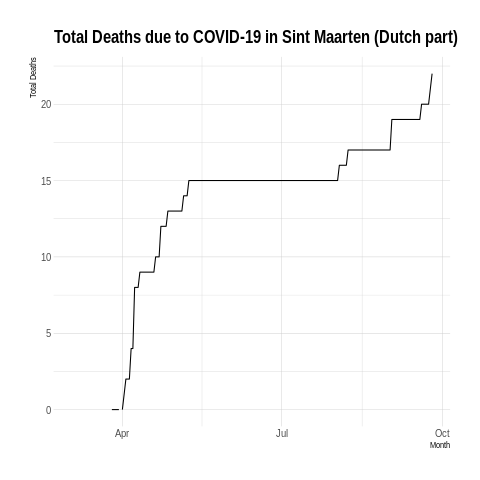 Total Deaths due to COVID-19 in Sint Maarten (Dutch part)
Total Deaths
20
15
10
5
0
Apr Jul Oct
Month